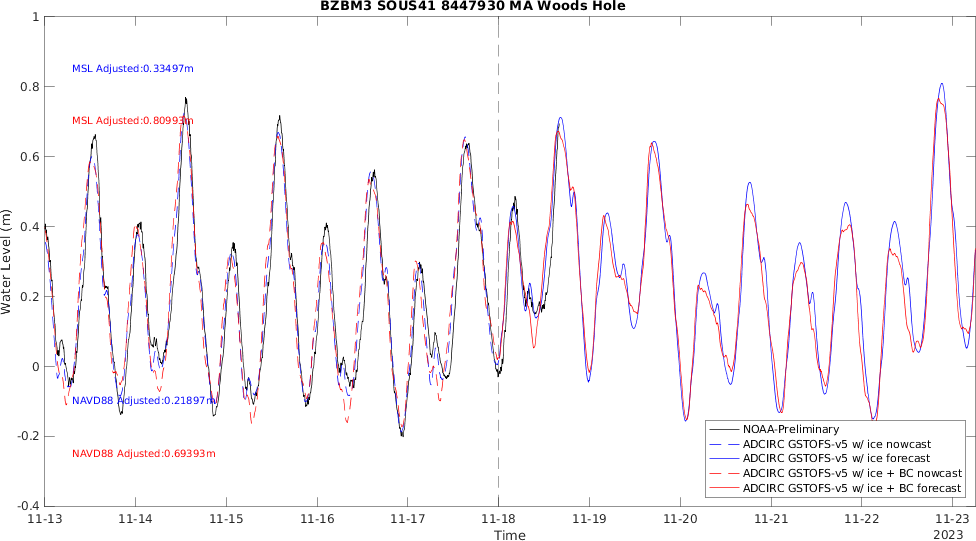 BZBM3 SOUS41 8447930 MA Woods Hole
1
0.8
0.6
0.4
0.2
0
-0.2
-0.4
Water Level (m)
MSL Adjusted:0.33497m
MSL Adjusted:0.80993m
NAVD88 Adjusted:0.21897m
NAVD88 Adjusted:0.69393m
NOAA-Preliminary
ADCIRC GSTOFS-v5 w/ ice nowcast
ADCIRC GSTOFS-v5 w/ ice forecast
ADCIRC GSTOFS-v5 w/ ice + BC nowcast
ADCIRC GSTOFS-v5 w/ ice + BC forecast
11-13 11-14 11-15 11-16 11-17 11-18 11-19 11-20 11-21 11-22 11-23
Time
2023